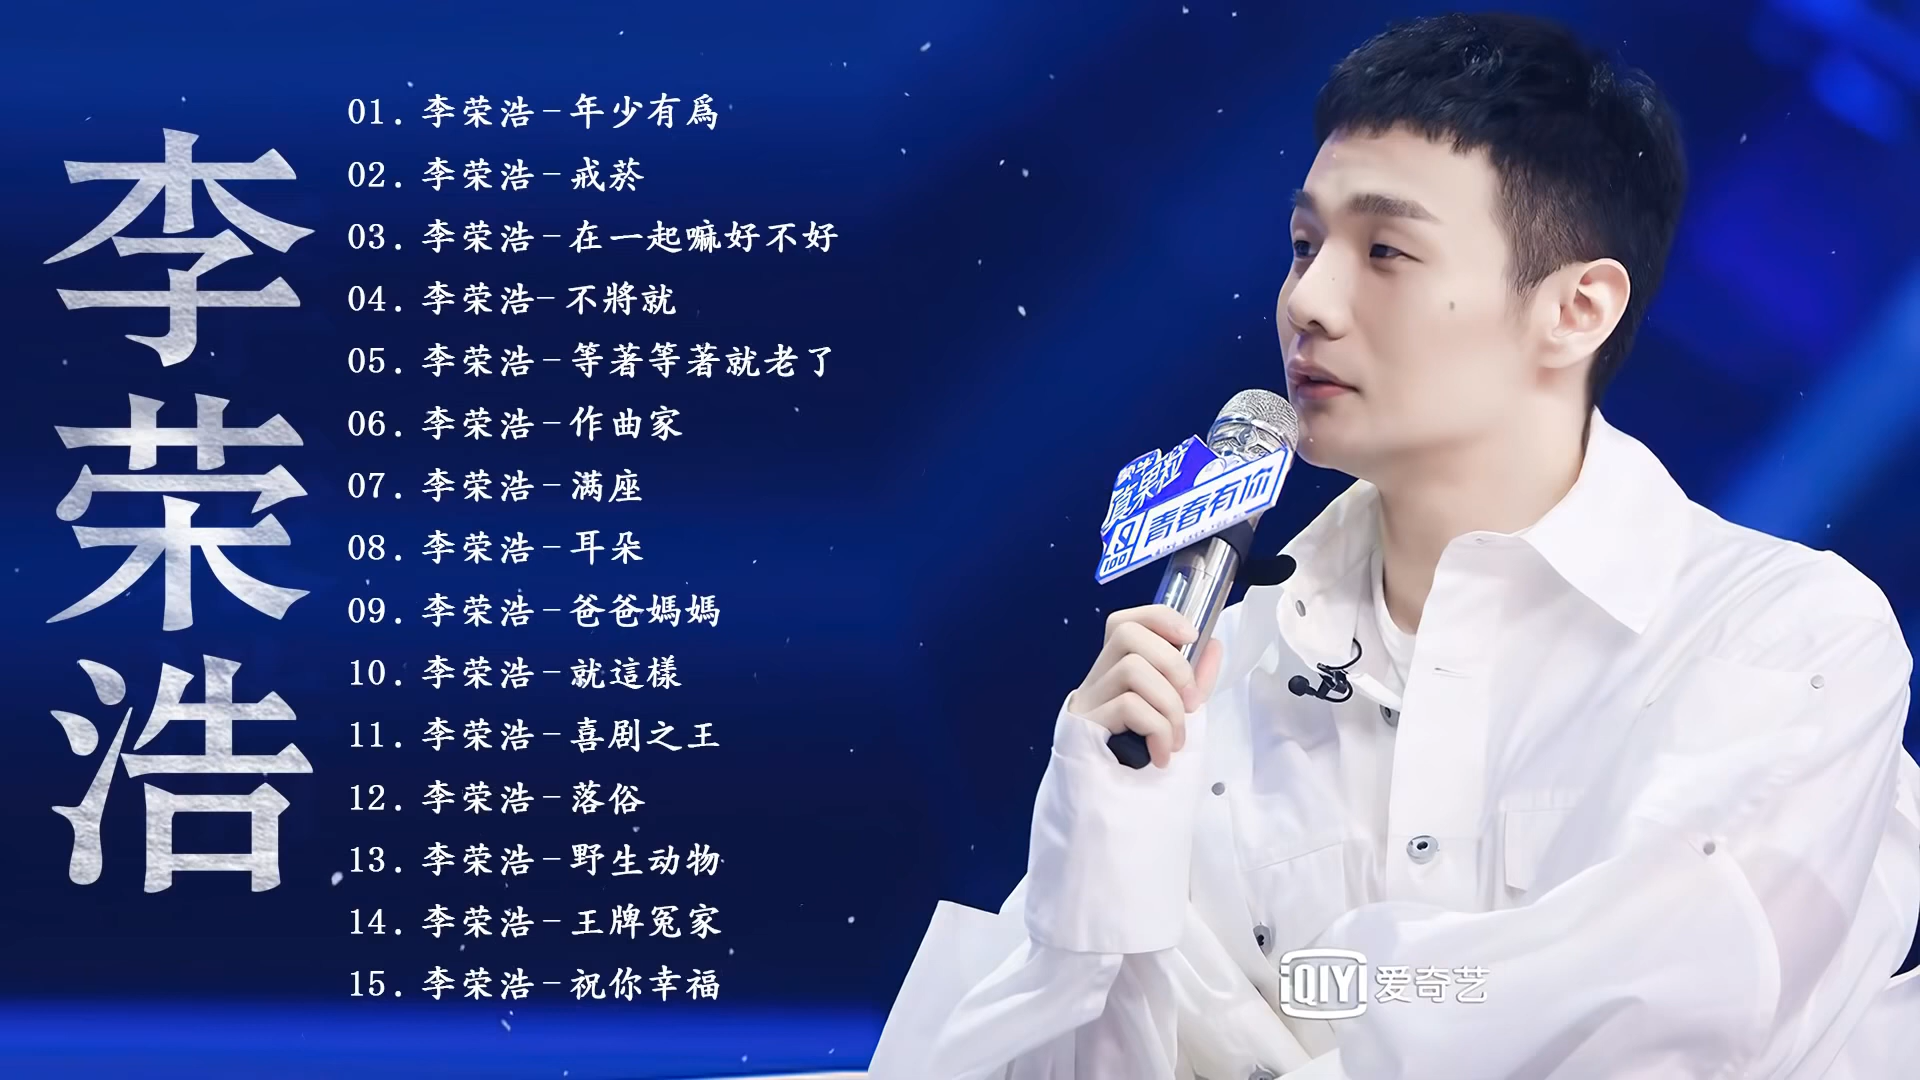 李荣浩
01. 李荣浩-年少有爲
02. 李荣浩-戒菸
03. 李荣浩-在一起嘛好不好
04. 李荣浩-不將就
05. 李荣浩-等著等著就老了
06. 李荣浩-作曲家
07. 李荣浩-满座
08. 李荣浩-耳朵
09. 李荣浩-爸爸媽媽
10. 李荣浩-就這樣
11. 李荣浩-喜剧之王
12. 李荣浩-落俗
13. 李荣浩-野生动物
14. 李荣浩-王牌冤家
15. 李荣浩-祝你幸福
真果粒
青春有你
100
QIYI 爱奇艺